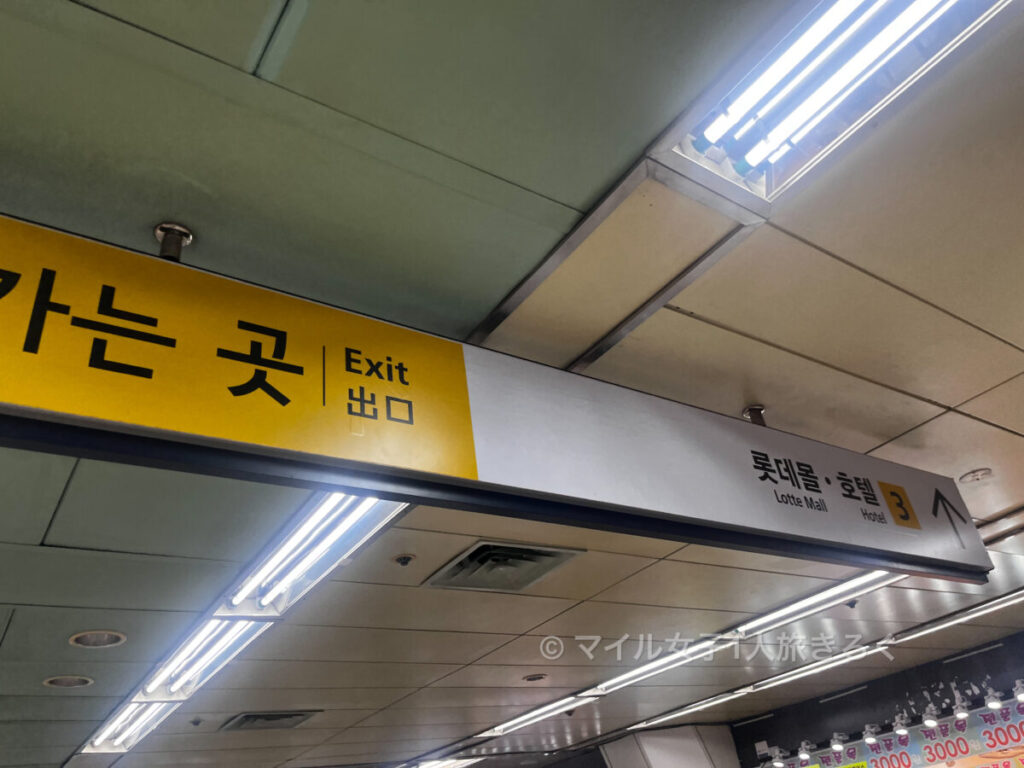 가는 곳
Exit
出口
롯데몰 · 호텔 3
Lotte Mall Hotel
© マイル女子1人旅きろく
3000 3000